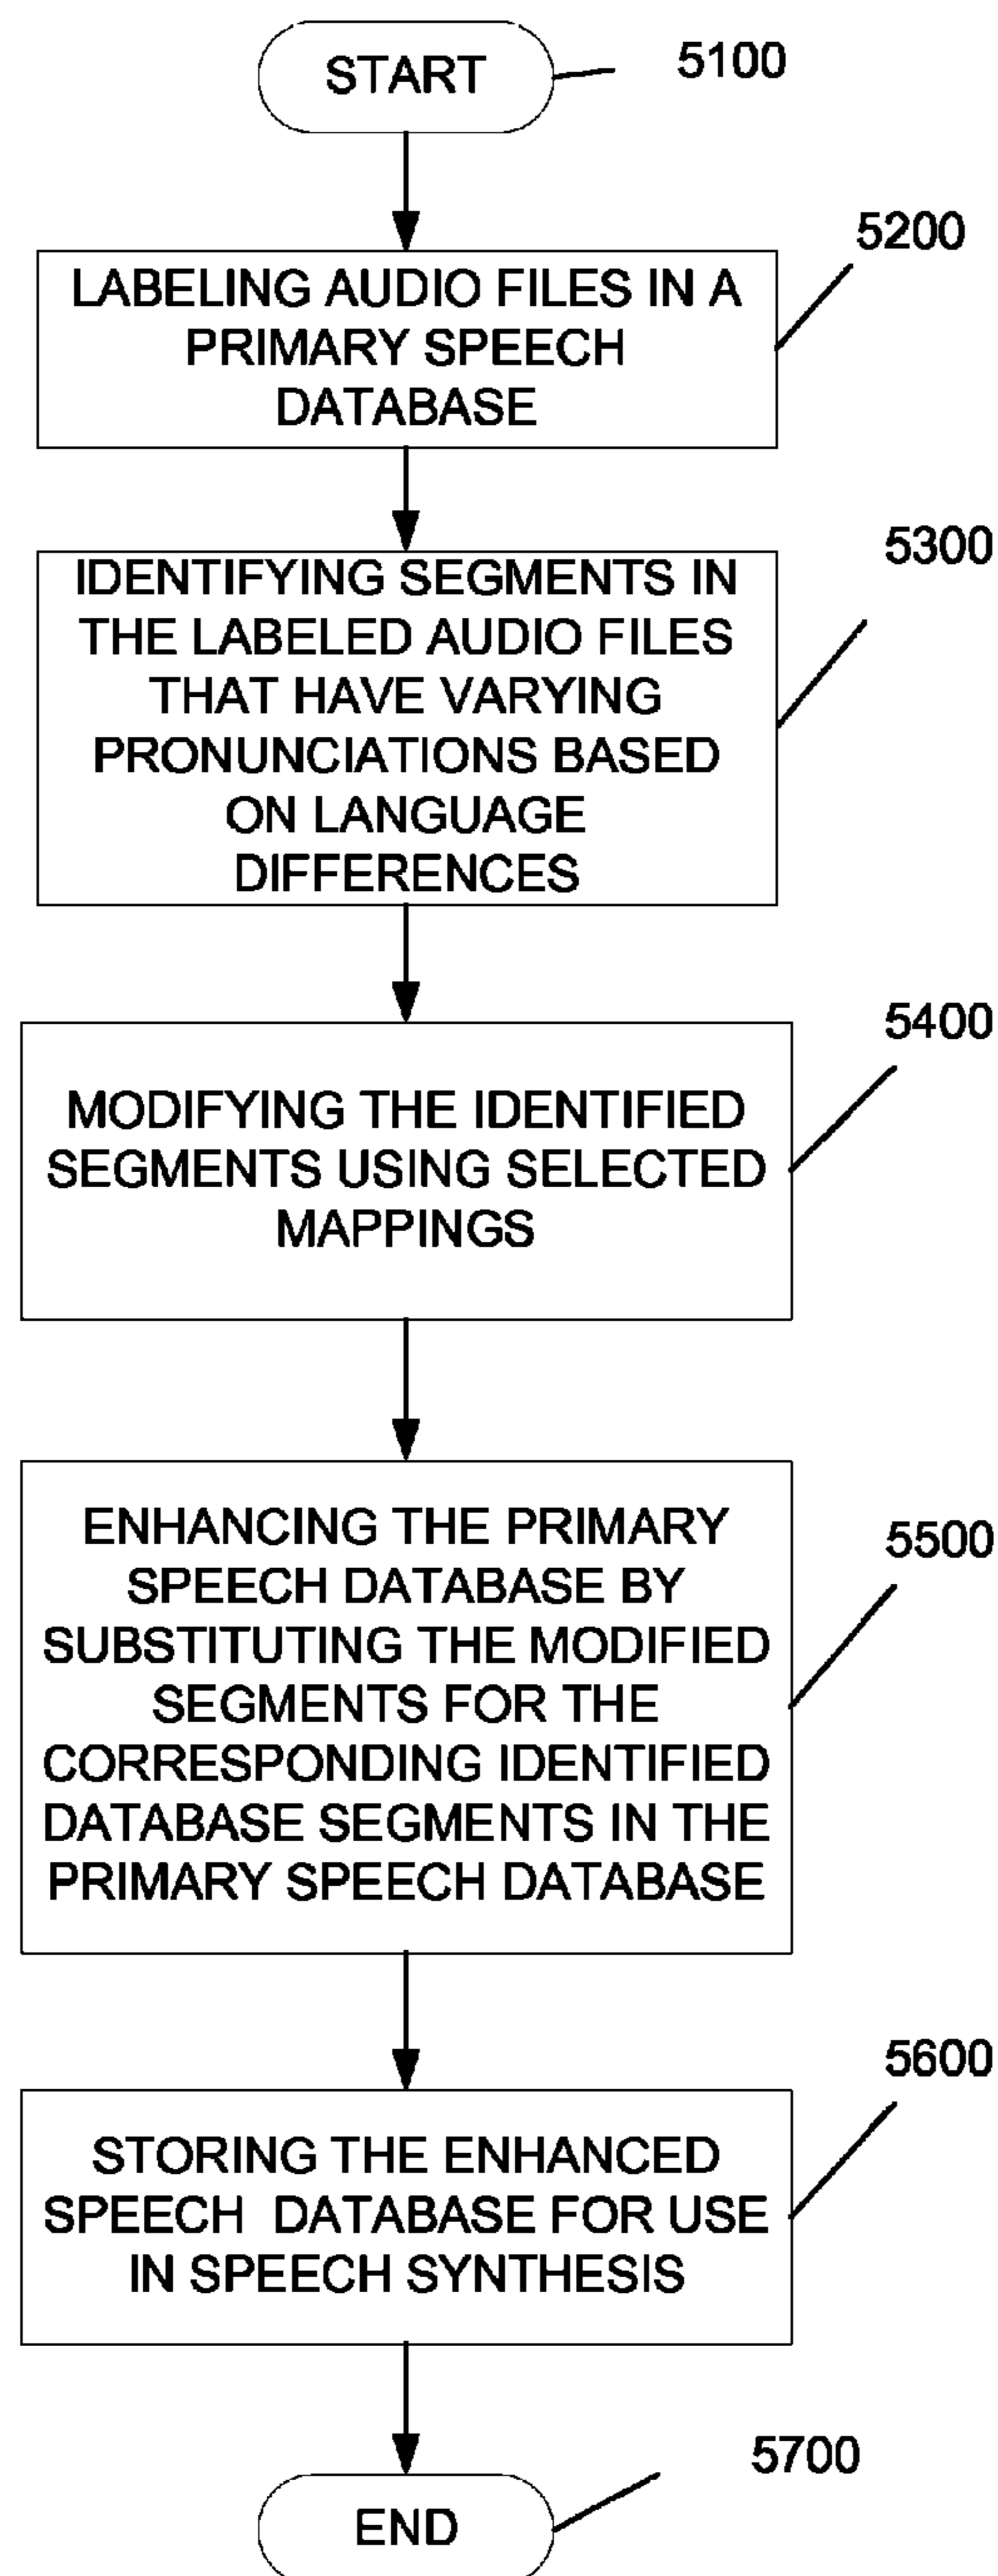 START
5100
5200
LABELING AUDIO FILES IN A
PRIMARY SPEECH
DATABASE
5300
IDENTIFYING SEGMENTS IN
THE LABELED AUDIO FILES
THAT HAVE VARYING
PRONUNCIATIONS BASED
ON LANGUAGE
DIFFERENCES
5400
MODIFYING THE IDENTIFIED
SEGMENTS USING SELECTED
MAPPINGS
5500
ENHANCING THE PRIMARY
SPEECH DATABASE BY
SUBSTITUTING THE MODIFIED
SEGMENTS FOR THE
CORRESPONDING IDENTIFIED
DATABASE SEGMENTS IN THE
PRIMARY SPEECH DATABASE
5600
STORING THE ENHANCED
SPEECH DATABASE FOR USE
IN SPEECH SYNTHESIS
5700
END